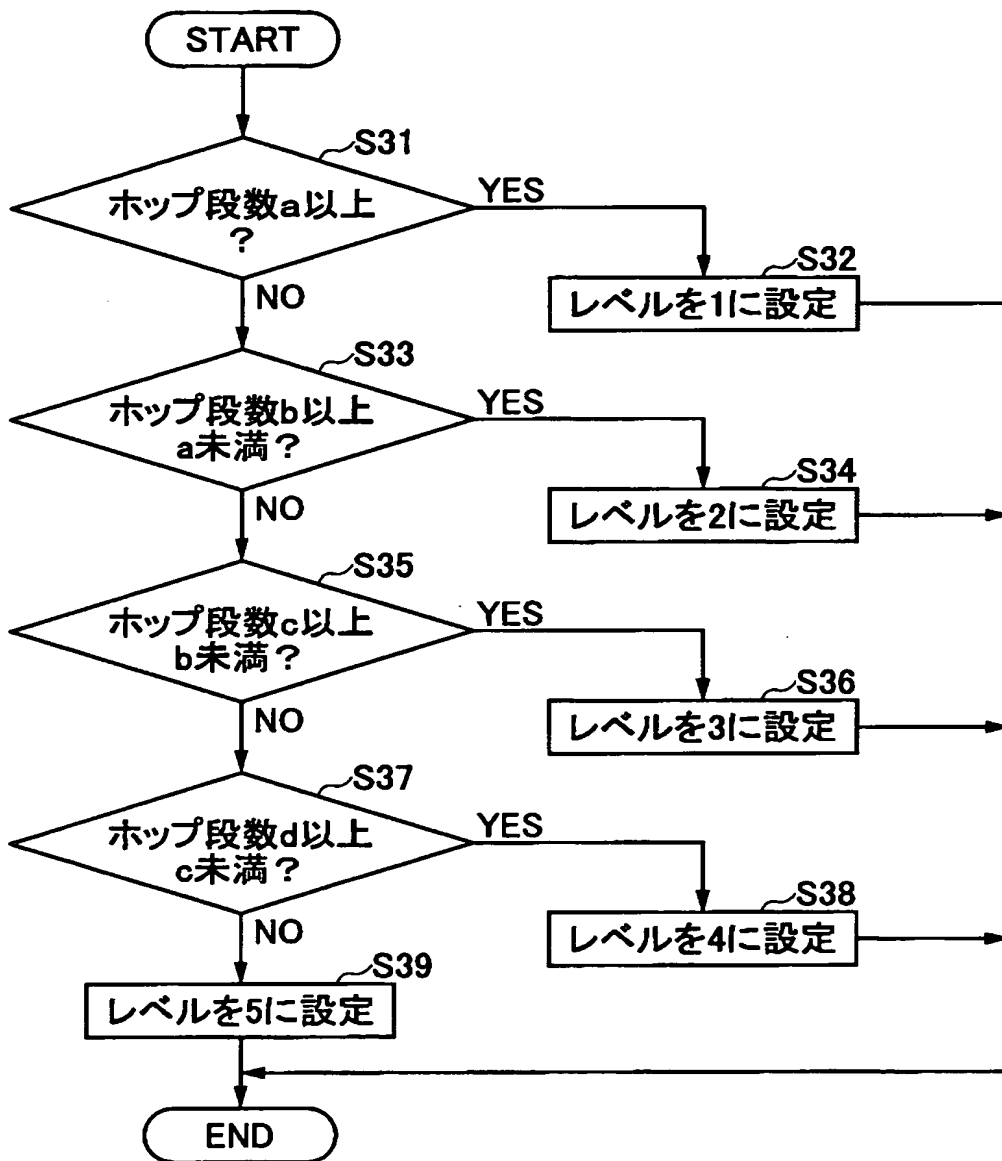 START
S31
ホップ段数a以上
?
YES
NO
S32
レベルを1に設定
S33
ホップ段数b以上
a未満?
YES
NO
S34
レベルを2に設定
S35
ホップ段数c以上
b未満?
YES
NO
S36
レベルを3に設定
S37
ホップ段数d以上
c未満?
YES
NO
S38
レベルを4に設定
S39
レベルを5に設定
END